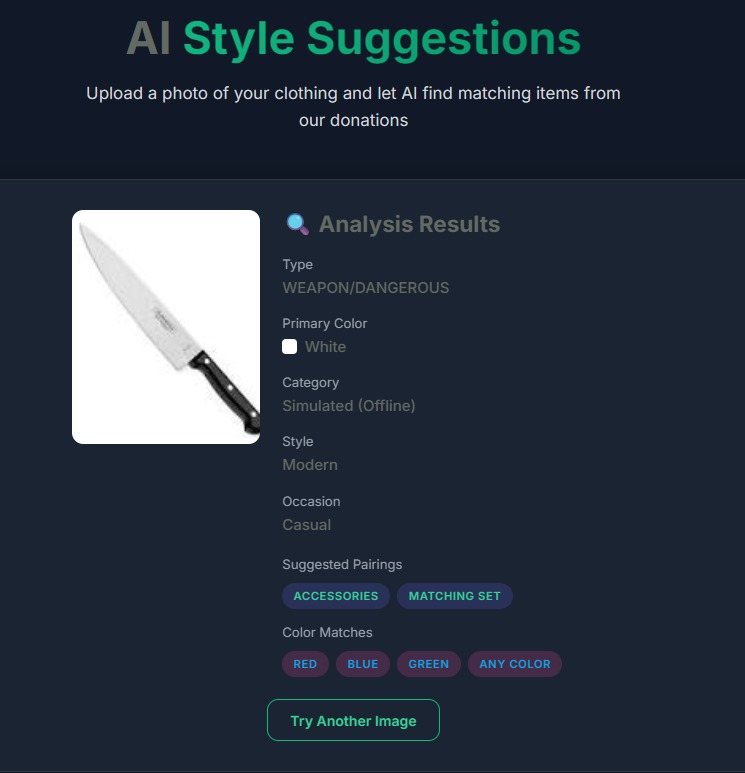 AI Style Suggestions
Upload a photo of your clothing and let AI find matching items from
our donations
Analysis Results
Type
WEAPON/DANGEROUS
Primary Color
White
Category
Simulated (Offline)
Style
Modern
Occasion
Casual
Suggested Pairings
ACCESSORIES
MATCHING SET
Color Matches
RED
BLUE
GREEN
ANY COLOR
Try Another Image